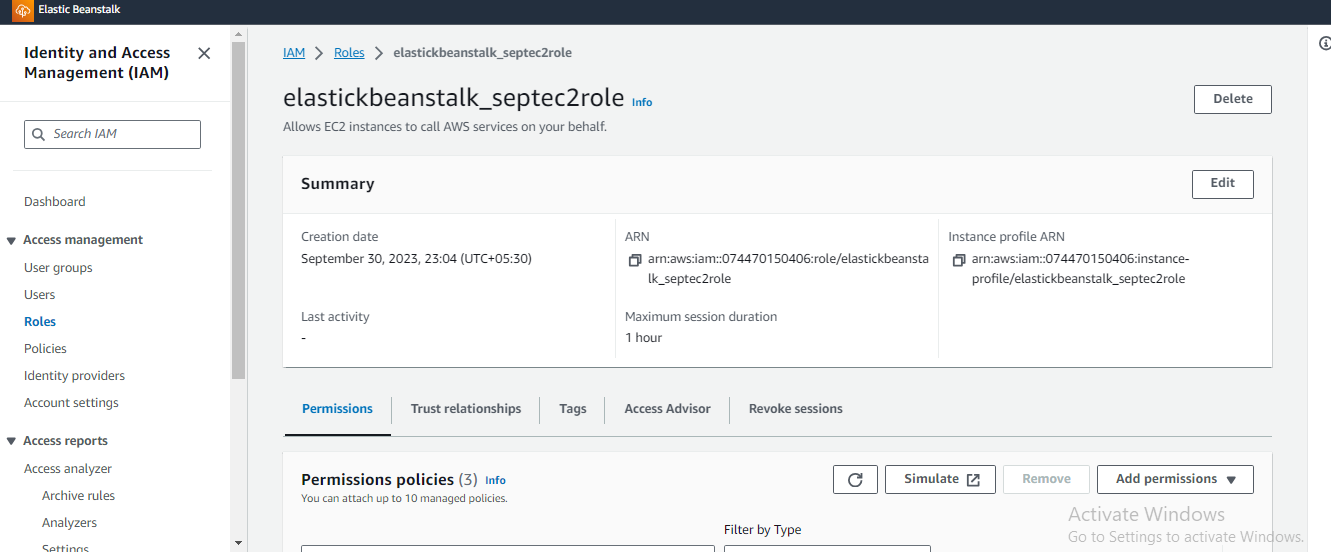 Elastic Beanstalk
Identity and Access
Management (IAM)
Search IAM
Dashboard
Access management
User groups
Users
Roles
Policies
Identity providers
Account settings
Access reports
Access analyzer
Archive rules
Analyzers
Settings
IAM > Roles > elastickbeanstalk_septec2role
elastickbeanstalk_septec2role Info
Delete
Allows EC2 instances to call AWS services on your behalf.
Summary
Edit
Creation date
September 30, 2023, 23:04 (UTC+05:30)
ARN
arn:aws:iam::074470150406:role/elastickbeansta
lk_septec2role
Instance profile ARN
arn:aws:iam::074470150406:instance-
profile/elastickbeanstalk_septec2role
Last activity
-
Maximum session duration
1 hour
Permissions
Trust relationships
Tags
Access Advisor
Revoke sessions
Permissions policies (3) Info
You can attach up to 10 managed policies.
Simulate
Remove
Add permissions
Filter by Type
Activate Windows
Go to Settings to activate Windows.